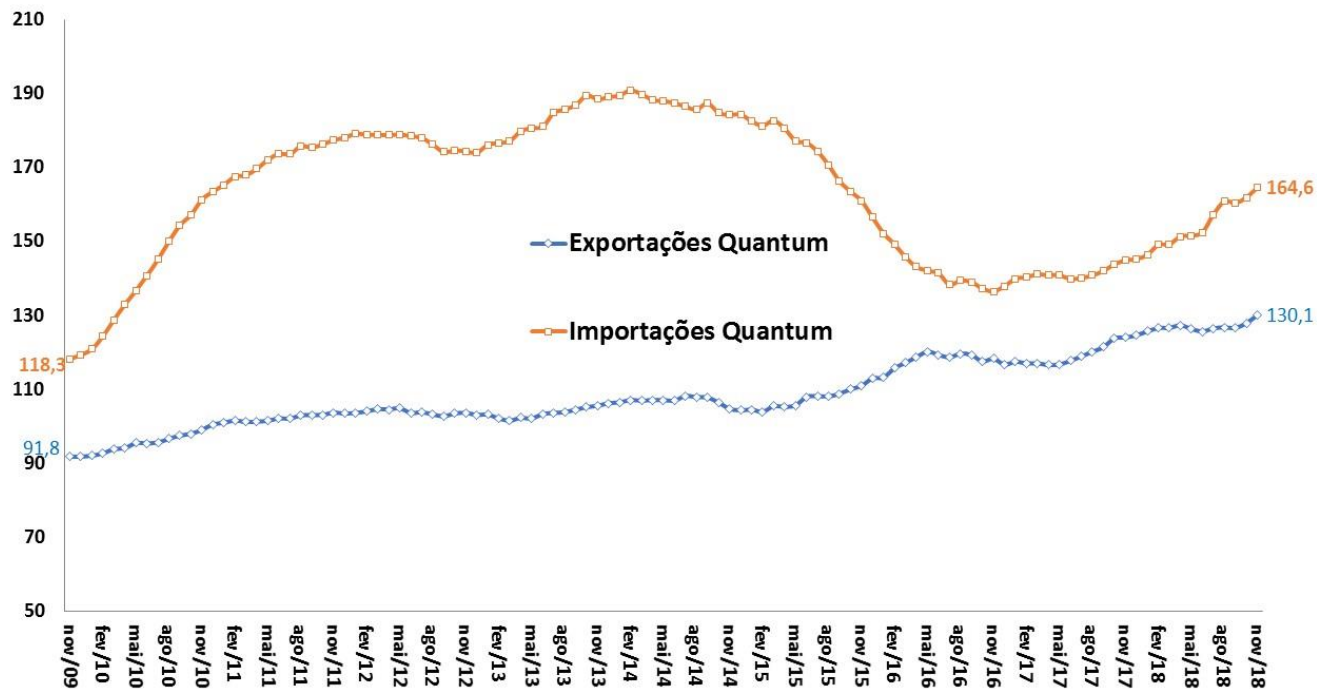 210
190
170
150
130
110
90
70
50
118,3
91,8
Exportações Quantum
Importações Quantum
164,6
130,1
nov/09
fev/10
mai/10
ago/10
nov/10
fev/11
mai/11
ago/11
nov/11
fev/12
mai/12
ago/12
nov/12
fev/13
mai/13
ago/13
nov/13
fev/14
mai/14
ago/14
nov/14
fev/15
mai/15
ago/15
nov/15
fev/16
mai/16
ago/16
nov/16
fev/17
mai/17
ago/17
nov/17
fev/18
mai/18
ago/18
nov/18